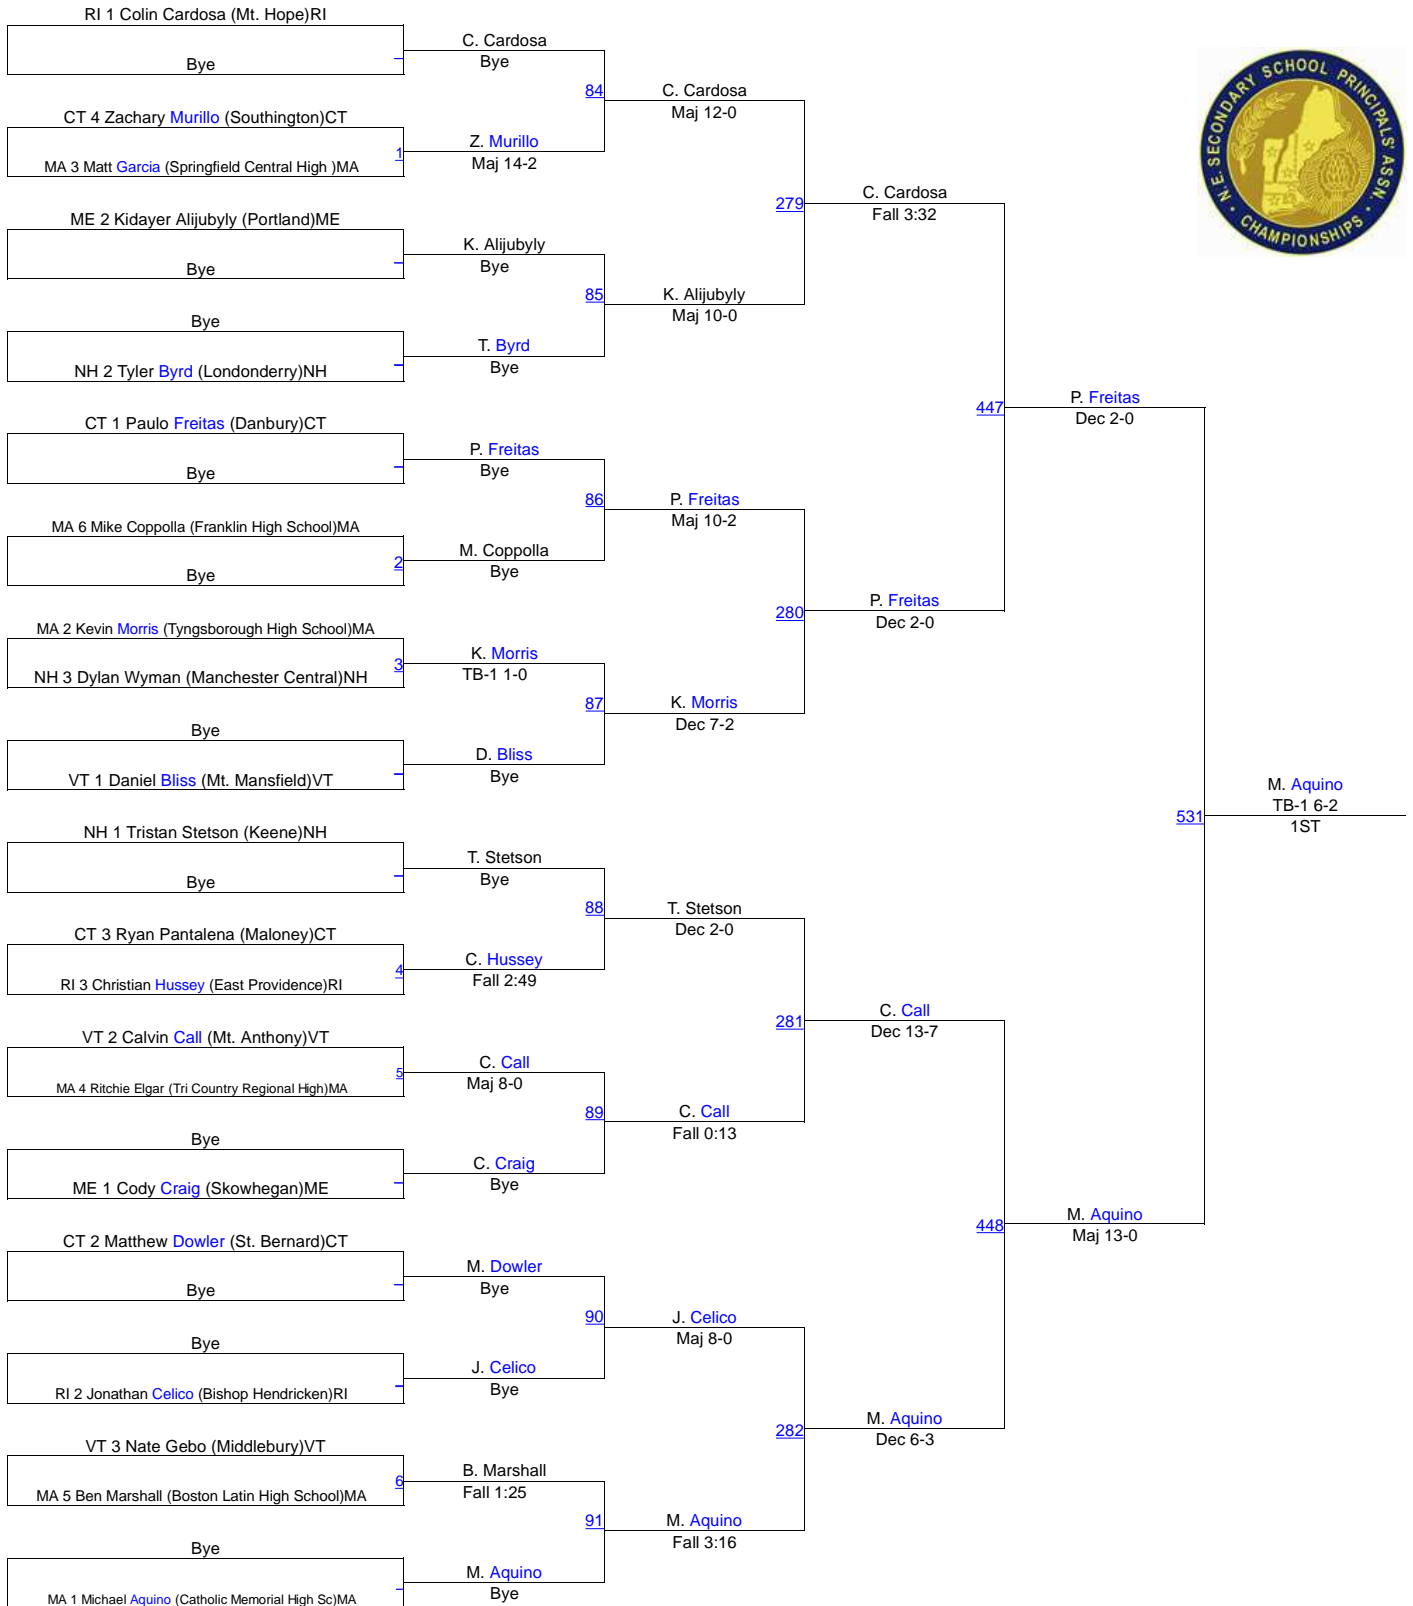 RI 1 Colin Cardosa (Mt. Hope)RI
Bye
CT 4 Zachary Murillo (Southington)CT
1
MA 3 Matt Garcia (Springfield Central High )MA
ME 2 Kidayer Alijubyly (Portland)ME
Bye
Bye
NH 2 Tyler Byrd (Londonderry)NH
CT 1 Paulo Freitas (Danbury)CT
Bye
MA 6 Mike Coppolla (Franklin High School)MA
2
Bye
MA 2 Kevin Morris (Tyngsborough High School)MA
3
NH 3 Dylan Wyman (Manchester Central)NH
Bye
VT 1 Daniel Bliss (Mt. Mansfield)VT
NH 1 Tristan Stetson (Keene)NH
Bye
CT 3 Ryan Pantalena (Maloney)CT
4
RI 3 Christian Hussey (East Providence)RI
VT 2 Calvin Call (Mt. Anthony)VT
5
MA 4 Ritchie Elgar (Tri Country Regional High)MA
Bye
ME 1 Cody Craig (Skowhegan)ME
CT 2 Matthew Dowler (St. Bernard)CT
Bye
Bye
RI 2 Jonathan Celico (Bishop Hendricken)RI
VT 3 Nate Gebo (Middlebury)VT
6
MA 5 Ben Marshall (Boston Latin High School)MA
Bye
MA 1 Michael Aquino (Catholic Memorial High Sc)MA
C. Cardosa
Bye
84
Z. Murillo
Maj 14-2
K. Alijubyly
Bye
85
T. Byrd
Bye
P. Freitas
Bye
86
M. Coppolla
Bye
K. Morris
TB-1 1-0
87
D. Bliss
Bye
T. Stetson
Bye
88
C. Hussey
Fall 2:49
C. Call
Maj 8-0
89
C. Craig
Bye
M. Dowler
Bye
90
J. Celico
Bye
B. Marshall
Fall 1:25
91
M. Aquino
Bye
C. Cardosa
Maj 12-0
279
K. Alijubyly
Maj 10-0
P. Freitas
Maj 10-2
280
K. Morris
Dec 7-2
T. Stetson
Dec 2-0
281
C. Call
Fall 0:13
J. Celico
Maj 8-0
282
M. Aquino
Fall 3:16
C. Cardosa
Fall 3:32
447
P. Freitas
Dec 2-0
C. Call
Dec 13-7
448
M. Aquino
Dec 6-3
P. Freitas
Dec 2-0
531
M. Aquino
Maj 13-0
M. Aquino
TB-1 6-2
1ST
N.E. SECONDARY SCHOOL PRINCIPALS' ASSN.
CHAMPIONSHIPS